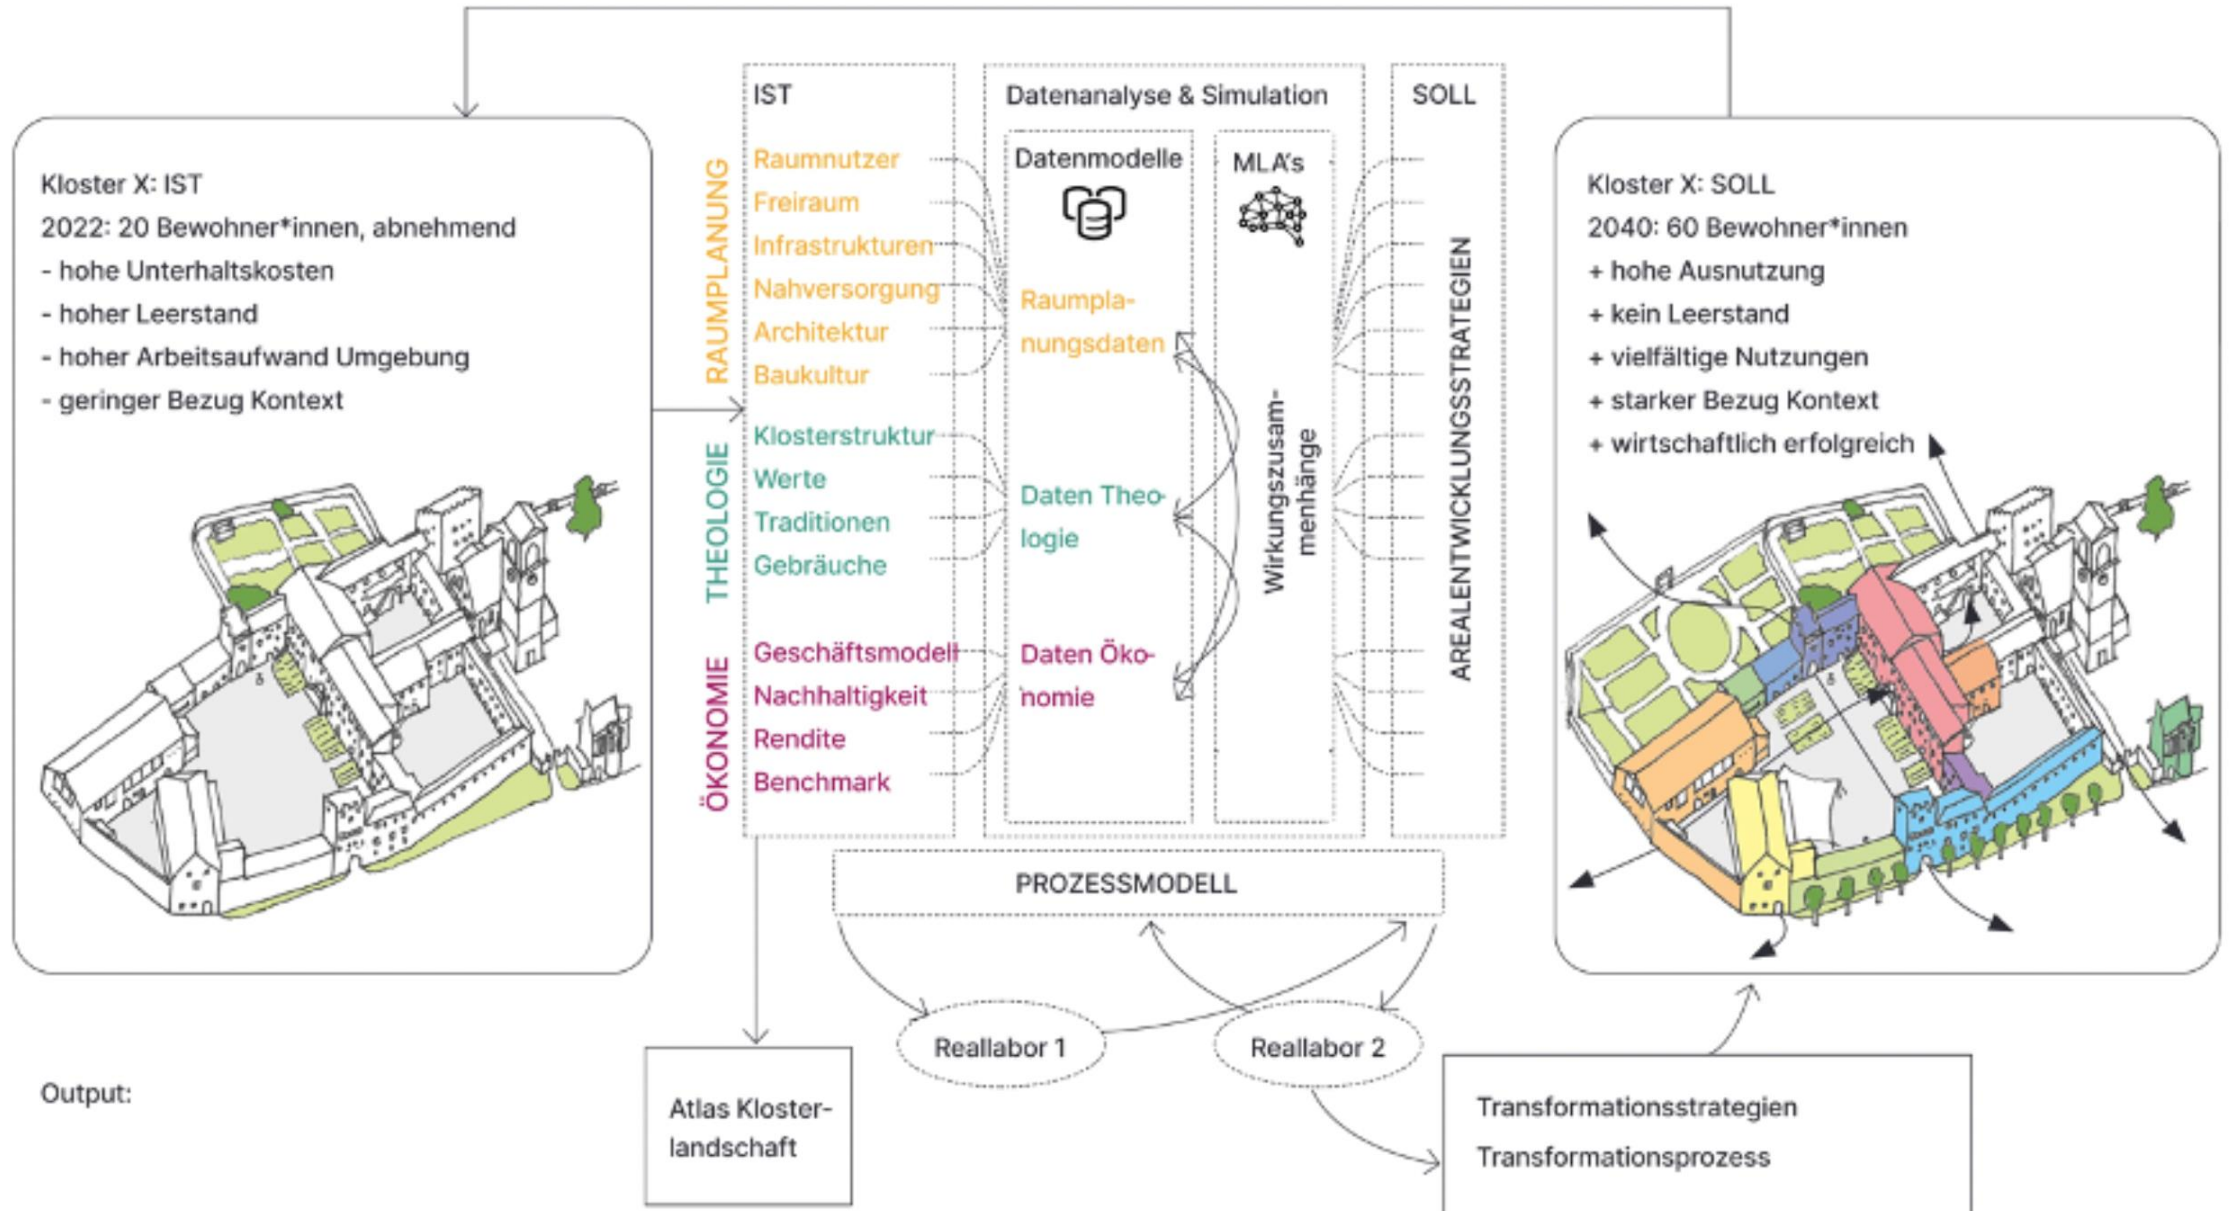 Kloster X: IST
2022: 20 Bewohner*innen, abnehmend
- hohe Unterhaltskosten
- hoher Leerstand
- hoher Arbeitsaufwand Umgebung
- geringer Bezug Kontext
IST
RAUMPLANUNG
Raumnutzer
Freiraum
Infrastrukturen
Nahversorgung
Architektur
Baukultur
THEOLOGIE
Klosterstruktur
Werte
Traditionen
Gebräuche
ÖKONOMIE
Geschäftsmodell
Nachhaltigkeit
Rendite
Benchmark
Datenanalyse & Simulation
Datenmodelle
Raumpla-
nungsdaten
Daten Theo-
logie
Daten Öko-
nomie
MLA's
Wirkungszusam-
menhänge
SOLL
AREALENTWICKLUNGSSTRATEGIEN
Kloster X: SOLL
2040: 60 Bewohner*innen
+ hohe Ausnutzung
+ kein Leerstand
+ vielfältige Nutzungen
+ starker Bezug Kontext
+ wirtschaftlich erfolgreich
PROZESSMODELL
Reallabor 1
Reallabor 2
Output:
Atlas Kloster-
landschaft
Transformationsstrategien
Transformationsprozess